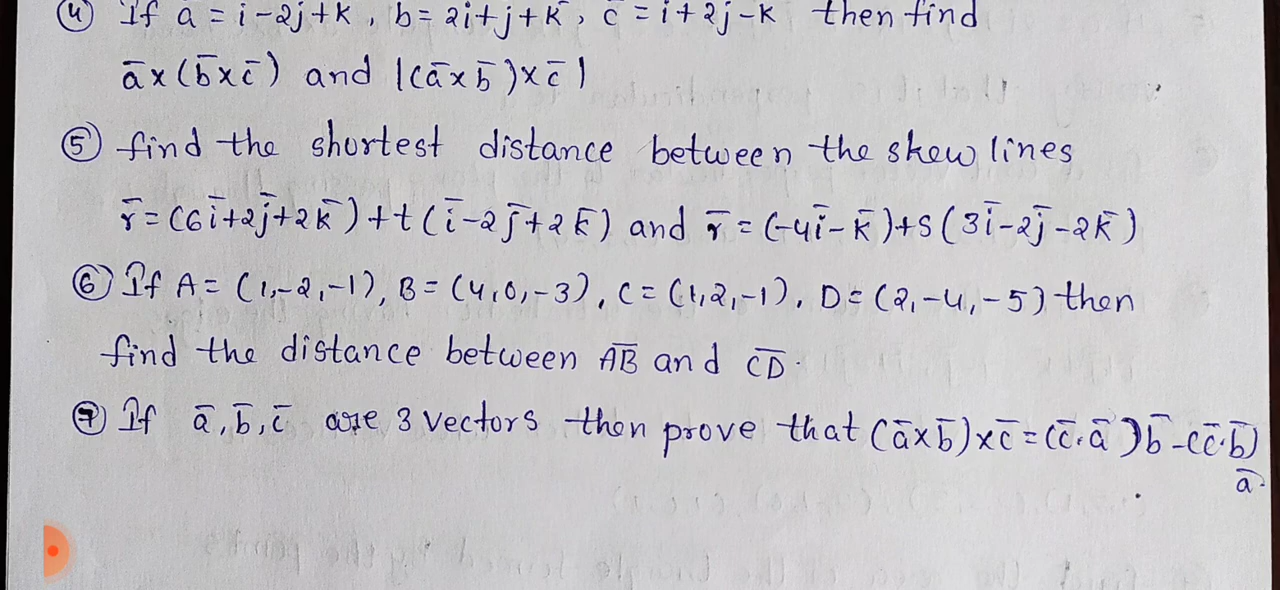 ④ If ā = i-2j+k, b = 2i+j+k, c̄ = i+2j-k then find
ā×(b̄×c̄) and |(ā×b̄)×c̄|
⑤ find the shortest distance between the skew lines
r̄ = (6ī+2j̄+2k̄)+t(ī-2j̄+2k̄) and r̄ = (-4ī-k̄)+s(3ī-2j̄-2k̄)
⑥ If A = (1,-2,-1), B = (4,0,-3), C = (1,2,-1), D = (2,-4,-5) then
find the distance between A̅B̅ and C̅D̅.
⑦ If ā, b̄, c̄ are 3 vectors then prove that (ā×b̄)×c̄ = (c̄.ā)b̄-(c̄.b̄)
ā.